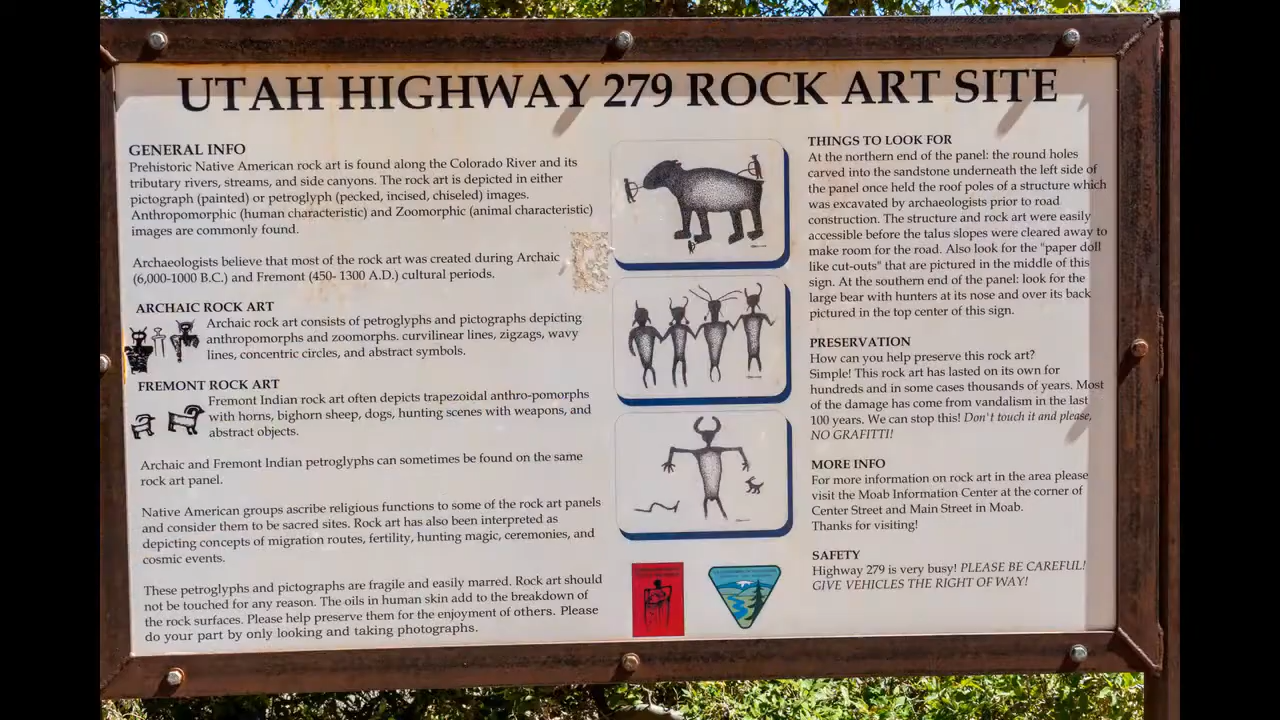 UTAH HIGHWAY 279 ROCK ART SITE
GENERAL INFO
Prehistoric Native American rock art is found along the Colorado River and its
tributary rivers, streams, and side canyons. The rock art is depicted in either
pictograph (painted) or petroglyph (pecked, incised, chiseled) images.
Anthropomorphic (human characteristic) and Zoomorphic (animal characteristic)
images are commonly found.
Archaeologists believe that most of the rock art was created during Archaic
(6,000-1000 B.C.) and Fremont (450- 1300 A.D.) cultural periods.
ARCHAIC ROCK ART
Archaic rock art consists of petroglyphs and pictographs depicting
anthropomorphs and zoomorphs. curvilinear lines, zigzags, wavy
lines, concentric circles, and abstract symbols.
FREMONT ROCK ART
Fremont Indian rock art often depicts trapezoidal anthro-pomorphs
with horns, bighorn sheep, dogs, hunting scenes with weapons, and
abstract objects.
Archaic and Fremont Indian petroglyphs can sometimes be found on the same
rock art panel.
Native American groups ascribe religious functions to some of the rock art panels
and consider them to be sacred sites. Rock art has also been interpreted as
depicting concepts of migration routes, fertility, hunting magic, ceremonies, and
cosmic events.
These petroglyphs and pictographs are fragile and easily marred. Rock art should
not be touched for any reason. The oils in human skin add to the breakdown of
the rock surfaces. Please help preserve them for the enjoyment of others. Please
do your part by only looking and taking photographs.
THINGS TO LOOK FOR
At the northern end of the panel: the round holes
carved into the sandstone underneath the left side of
the panel once held the roof poles of a structure which
was excavated by archaeologists prior to road
construction. The structure and rock art were easily
accessible before the talus slopes were cleared away to
make room for the road. Also look for the "paper doll
like cut-outs" that are pictured in the middle of this
sign. At the southern end of the panel: look for the
large bear with hunters at its nose and over its back
pictured in the top center of this sign.
PRESERVATION
How can you help preserve this rock art?
Simple! This rock art has lasted on its own for
hundreds and in some cases thousands of years. Most
of the damage has come from vandalism in the last
100 years. We can stop this! Don't touch it and please,
NO GRAFITTI!
MORE INFO
For more information on rock art in the area please
visit the Moab Information Center at the corner of
Center Street and Main Street in Moab.
Thanks for visiting!
SAFETY
Highway 279 is very busy! PLEASE BE CAREFUL!
GIVE VEHICLES THE RIGHT OF WAY!